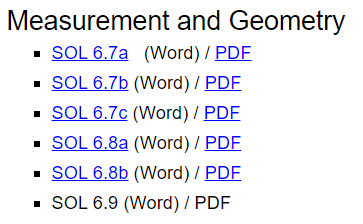 Measurement and Geometry
SOL 6.7a (Word) / PDF
SOL 6.7b (Word) / PDF
SOL 6.7c (Word) / PDF
SOL 6.8a (Word) / PDF
SOL 6.8b (Word) / PDF
SOL 6.9 (Word) / PDF